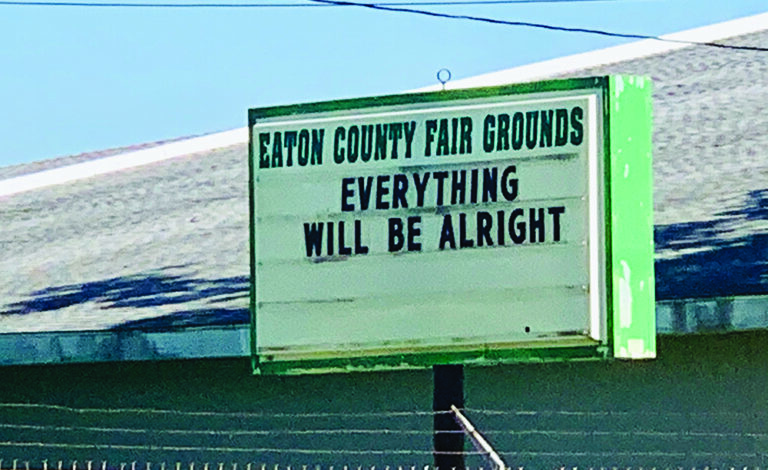 EATON COUNTY FAIR GROUNDS
EVERYTHING
WILL BE ALRIGHT